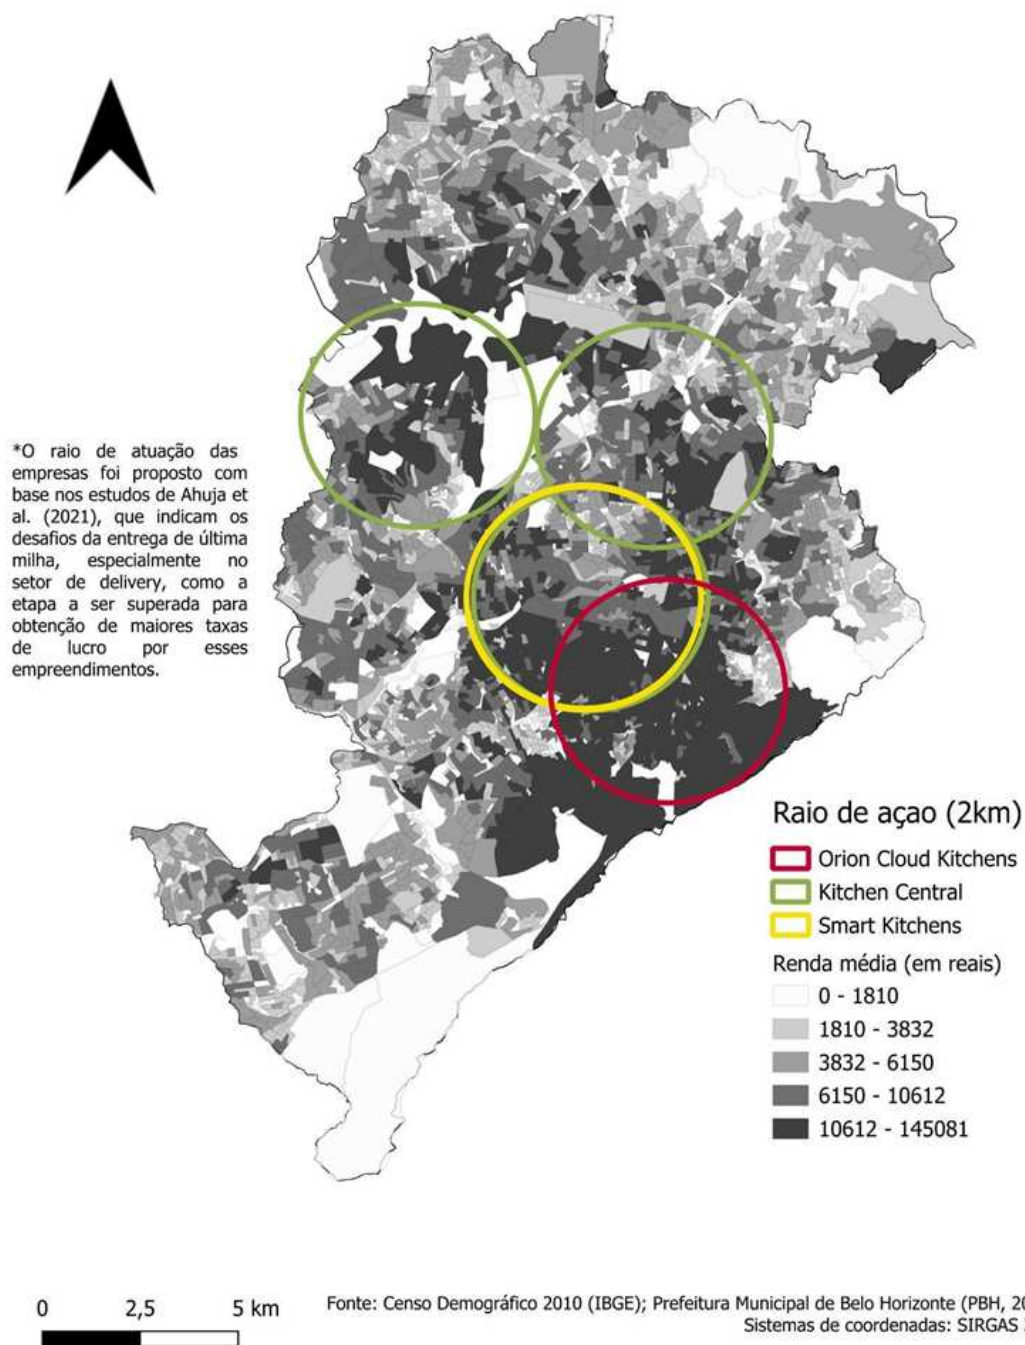 *O raio de atuação das
empresas foi proposto com
base nos estudos de Ahuja et
al. (2021), que indicam os
desafios da entrega de última
milha, especialmente no
setor de delivery, como a
etapa a ser superada para
obtenção de maiores taxas
de lucro por esses
empreendimentos.
Raio de açao (2km)
Orion Cloud Kitchens
Kitchen Central
Smart Kitchens
Renda média (em reais)
0 - 1810
1810 - 3832
3832 - 6150
6150 - 10612
10612 - 145081
0 2,5 5 km
Fonte: Censo Demográfico 2010 (IBGE); Prefeitura Municipal de Belo Horizonte (PBH,
Sistemas de coordenadas: SIRGAS